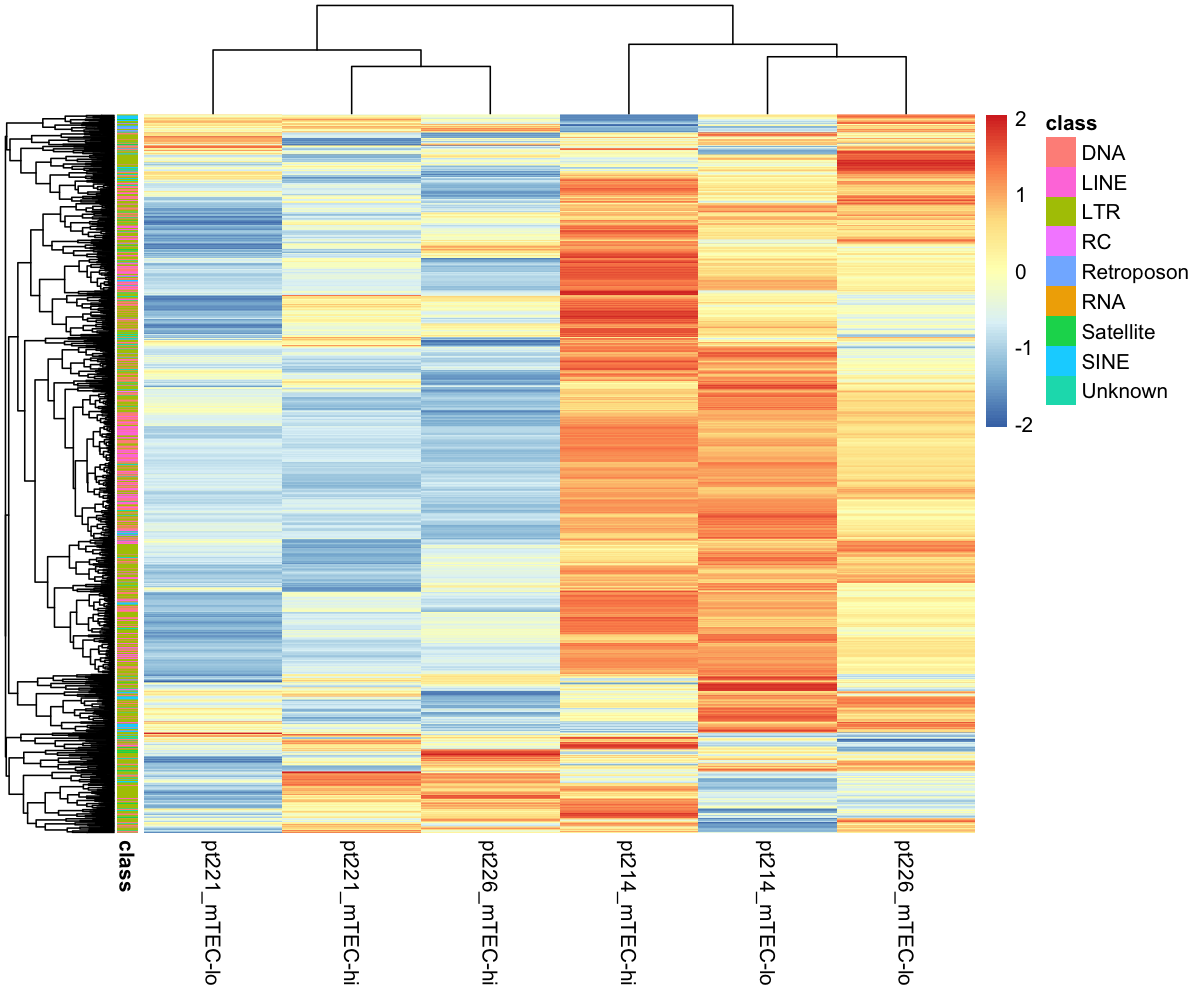 2
1
0
-1
-2
class
DNA
LINE
LTR
RC
Retroposon
RNA
Satellite
SINE
Unknown
class
pt221_mTEC-lo
pt221_mTEC-hi
pt226_mTEC-hi
pt214_mTEC-hi
pt214_mTEC-lo
pt226_mTEC-lo